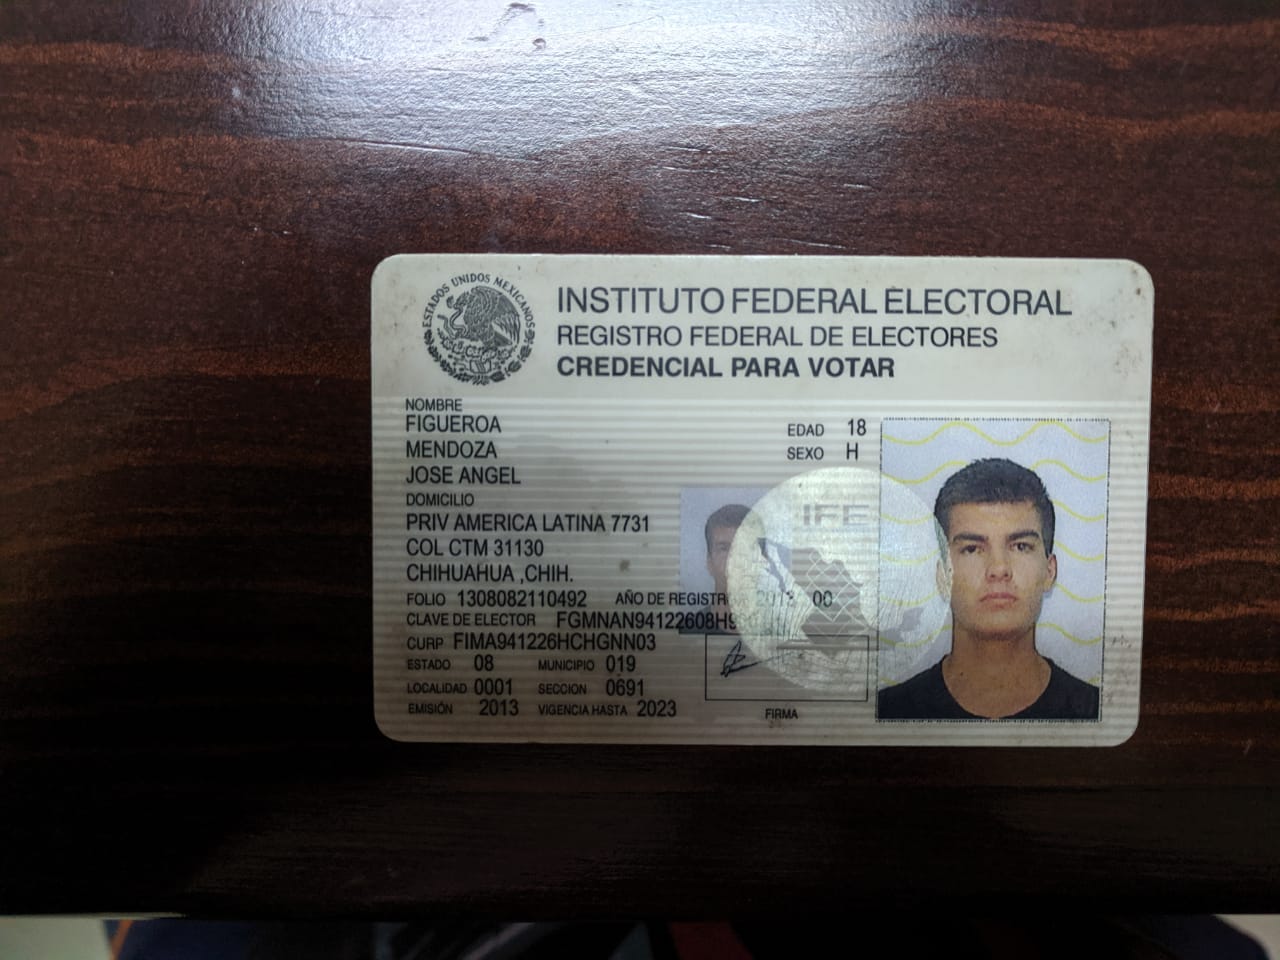 ESTADOS UNIDOS MEXICANOS
INSTITUTO FEDERAL ELECTORAL
REGISTRO FEDERAL DE ELECTORES
CREDENCIAL PARA VOTAR
NOMBRE
FIGUEROA
MENDOZA
JOSE ANGEL
EDAD 18
SEXO H
DOMICILIO
PRIV AMERICA LATINA 7731
COL CTM 31130
CHIHUAHUA ,CHIH.
IFE
FOLIO 1308082110492 AÑO DE REGISTRO 00
CLAVE DE ELECTOR
CURP FIMA941226HCHGNN03
ESTADO 08 MUNICIPIO 019
LOCALIDAD 0001 SECCION 0691
EMISIÓN 2013 VIGENCIA HASTA 2023
FIRMA